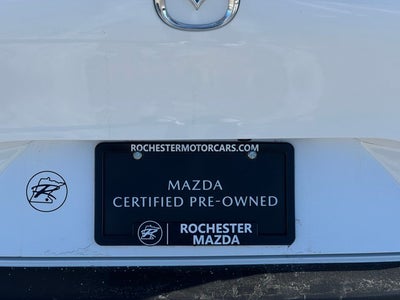 ROCHESTERMOTORCARS.COM
MAZDA
CERTIFIED PRE-OWNED
ROCHESTER
MAZDA